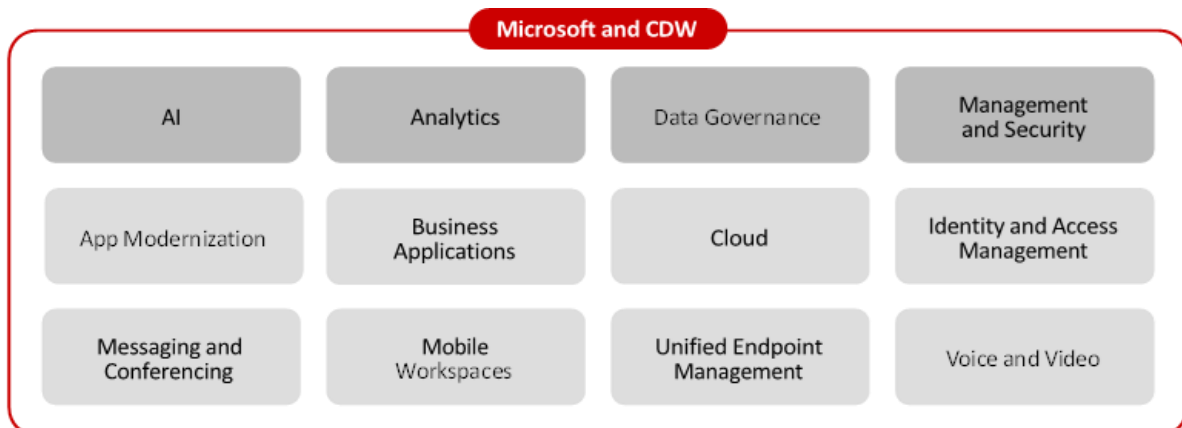 Microsoft and CDW
AI
Analytics
Data Governance
Management
and Security
App Modernization
Business
Applications
Cloud
Identity and Access
Management
Messaging and
Conferencing
Mobile
Workspaces
Unified Endpoint
Management
Voice and Video